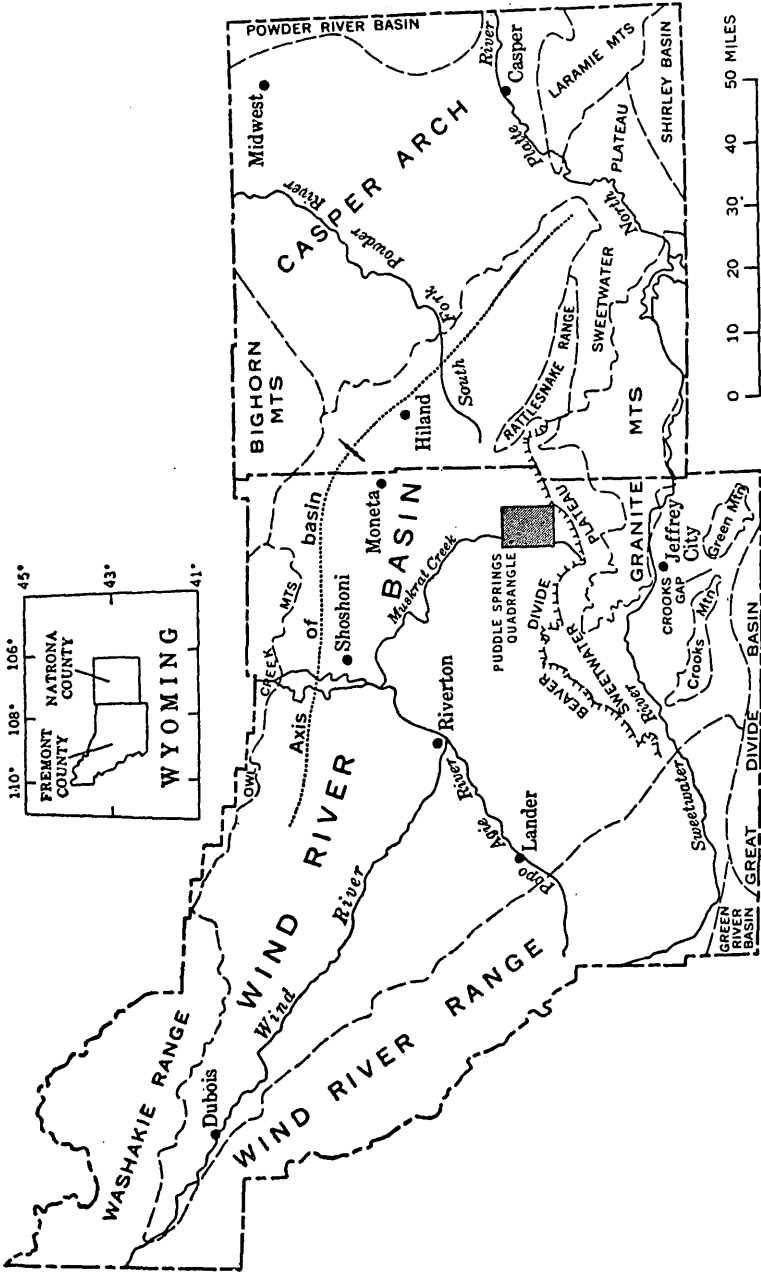 45°
43°
41°
110°
108°
106°
FREMONT
COUNTY
NATRONA
COUNTY
WYOMING
WASHAKIE RANGE
Dubois
WIND RIVER
BASIN
Wind River
WIND RIVER RANGE
OWL CREEK MTS
Axis of basin
Shoshoni
Moneta
Hiland
BIGHORN
MTS
CASPER ARCH
Midwest
POWDER RIVER BASIN
South Fork Powder River
Casper
North Platte River
LARAMIE MTS
SHIRLEY BASIN
SWEETWATER PLATEAU
RATTLESNAKE RANGE
Muskrat Creek
PUDDLE SPRINGS
QUADRANGLE
Riverton
Popo Agie River
Lander
BEAVER DIVIDE
SWEETWATER PLATEAU
GRANITE MTS
Sweetwater River
Jeffrey
City
CROOKS
GAP
Crooks Mtn
Green Mtn
GREAT DIVIDE BASIN
GREEN
RIVER
BASIN
0 10 20 30 40 50 MILES